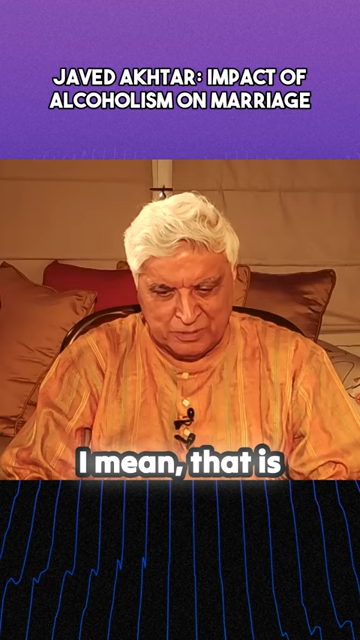 JAVED AKHTAR: IMPACT OF
ALCOHOLISM ON MARRIAGE
I mean, that is